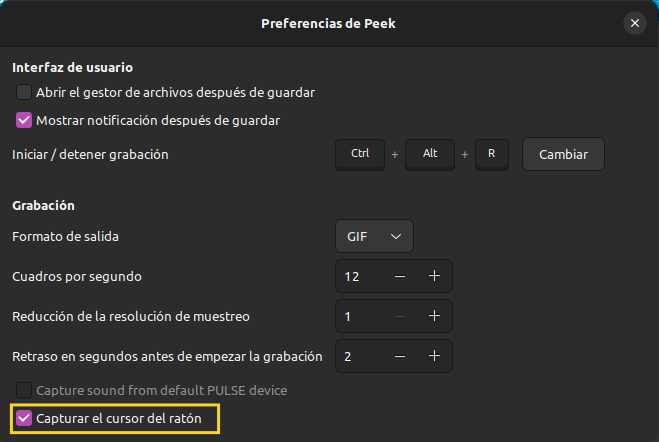 Preferencias de Peek
Interfaz de usuario
Abrir el gestor de archivos después de guardar
Mostrar notificación después de guardar
Iniciar / detener grabación Ctrl + Alt + R Cambiar
Grabación
Formato de salida GIF
Cuadros por segundo 12 − +
Reducción de la resolución de muestreo 1 − +
Retraso en segundos antes de empezar la grabación 2 − +
Capture sound from default PULSE device
Capturar el cursor del ratón